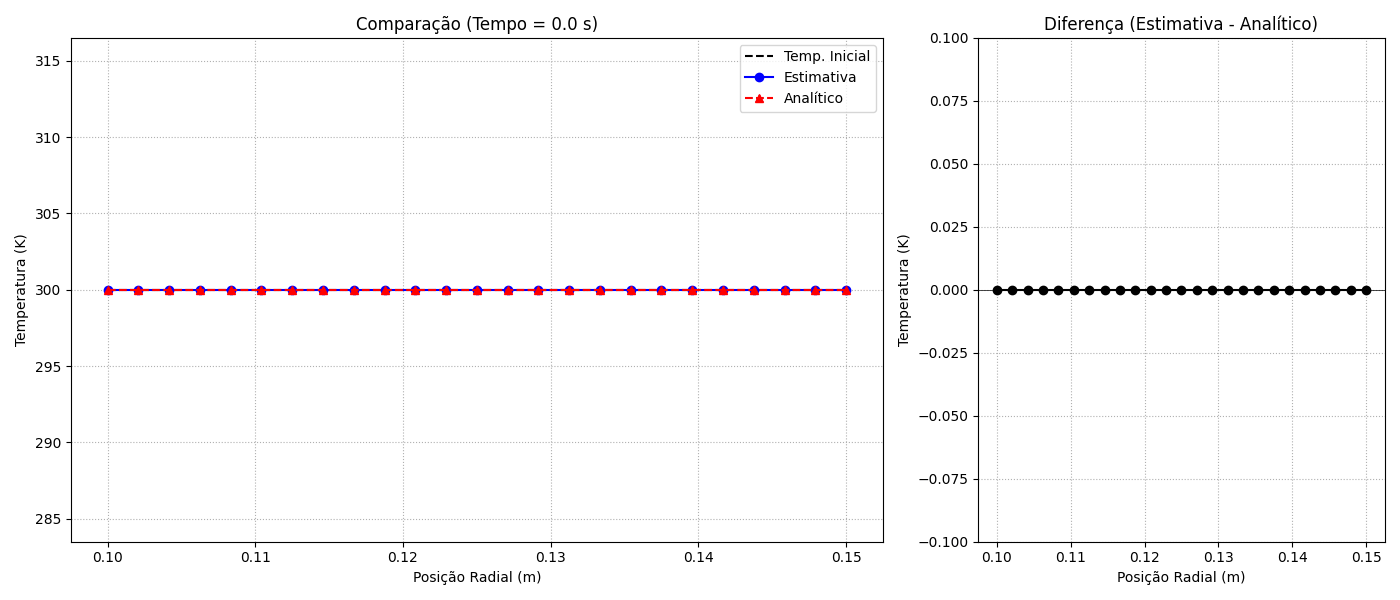 Comparação (Tempo = 0.0 s)
Temp. Inicial
Estimativa
Analítico
315
310
305
300
295
290
285
Temperatura (K)
0.10 0.11 0.12 0.13 0.14 0.15
Posição Radial (m)
Diferença (Estimativa - Analítico)
0.100
0.075
0.050
0.025
0.000
−0.025
−0.050
−0.075
−0.100
Temperatura (K)
0.10 0.11 0.12 0.13 0.14 0.15
Posição Radial (m)